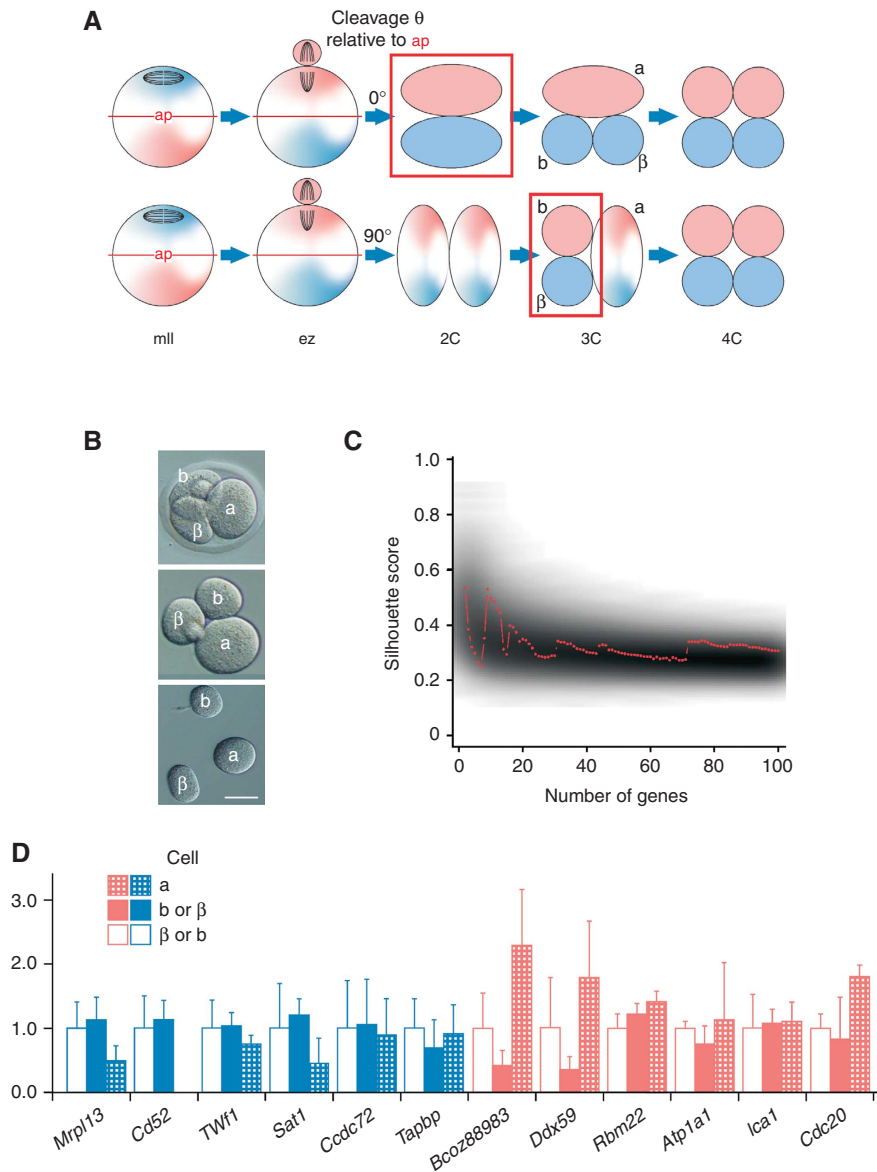 A
Cleavage θ
relative to ap
ap
0°
a
b
β
ap
90°
b
a
β
mII
ez
2C
3C
4C
B
b
a
β
b
β
a
b
a
β
C
Silhouette score
1.0
0.8
0.6
0.4
0.2
0
0
20
40
60
80
100
Number of genes
D
Cell
a
b or β
β or b
3.0
2.0
1.0
0.0
Mrpl13
Cd52
TWf1
Sat1
Ccdc72
Tapbp
Bcoz88983
Ddx59
Rbm22
Atp1a1
Ica1
Cdc20